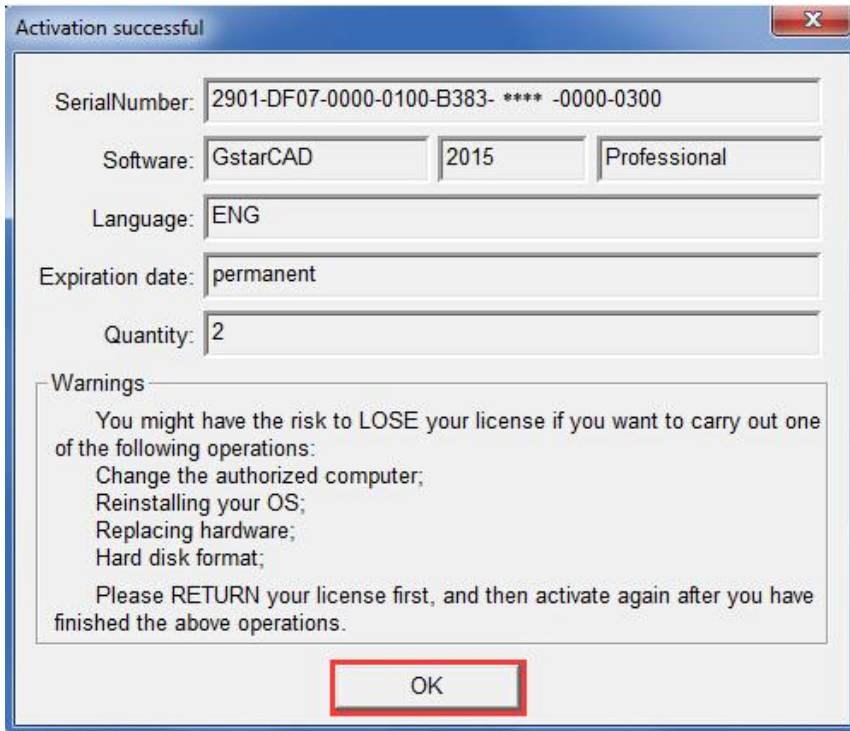 Activation successful
SerialNumber: 2901-DF07-0000-0100-B383- **** -0000-0300
Software: GstarCAD 2015 Professional
Language: ENG
Expiration date: permanent
Quantity: 2
Warnings
You might have the risk to LOSE your license if you want to carry out one
of the following operations:
Change the authorized computer;
Reinstalling your OS;
Replacing hardware;
Hard disk format;
Please RETURN your license first, and then activate again after you have
finished the above operations.
OK